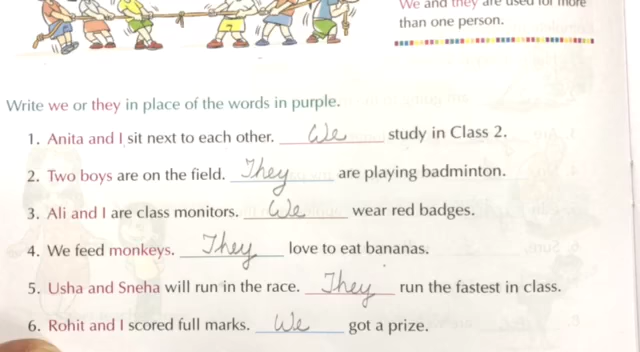 We and they are used for more
than one person.
Write we or they in place of the words in purple.
1. Anita and I sit next to each other. We study in Class 2.
2. Two boys are on the field. They are playing badminton.
3. Ali and I are class monitors. We wear red badges.
4. We feed monkeys. They love to eat bananas.
5. Usha and Sneha will run in the race. They run the fastest in class.
6. Rohit and I scored full marks. We got a prize.